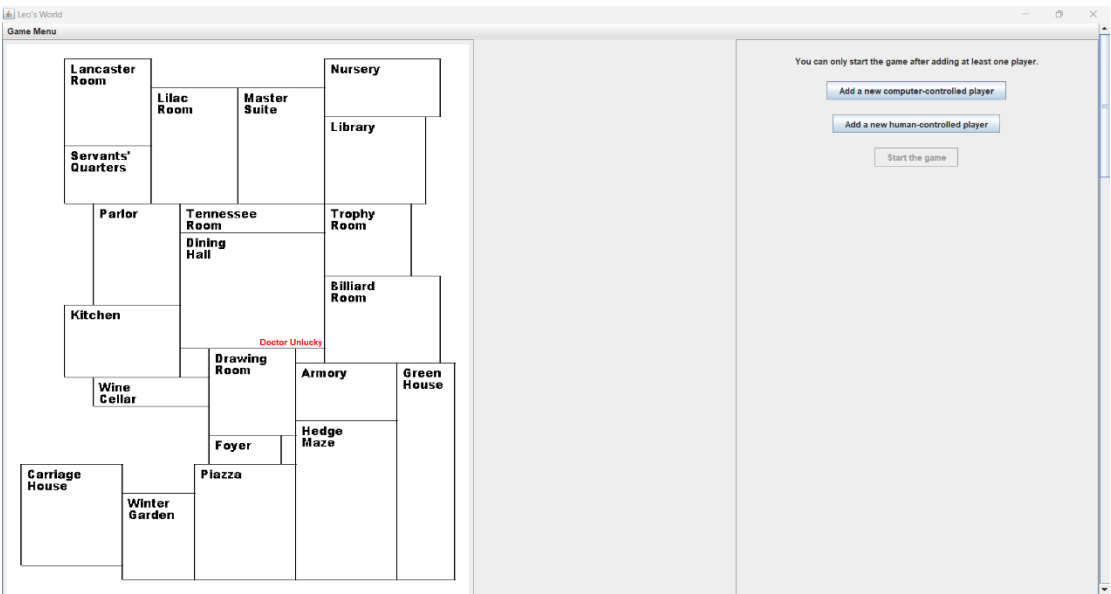 Leo's World
Game Menu
Lancaster
Room
Nursery
Lilac
Room
Master
Suite
Library
Servants'
Quarters
Parlor
Tennessee
Room
Trophy
Room
Dining
Hall
Billiard
Room
Kitchen
Doctor Unlucky
Drawing
Room
Armory
Green
House
Wine
Cellar
Hedge
Maze
Foyer
Carriage
House
Piazza
Winter
Garden
You can only start the game after adding at least one player.
Add a new computer-controlled player
Add a new human-controlled player
Start the game